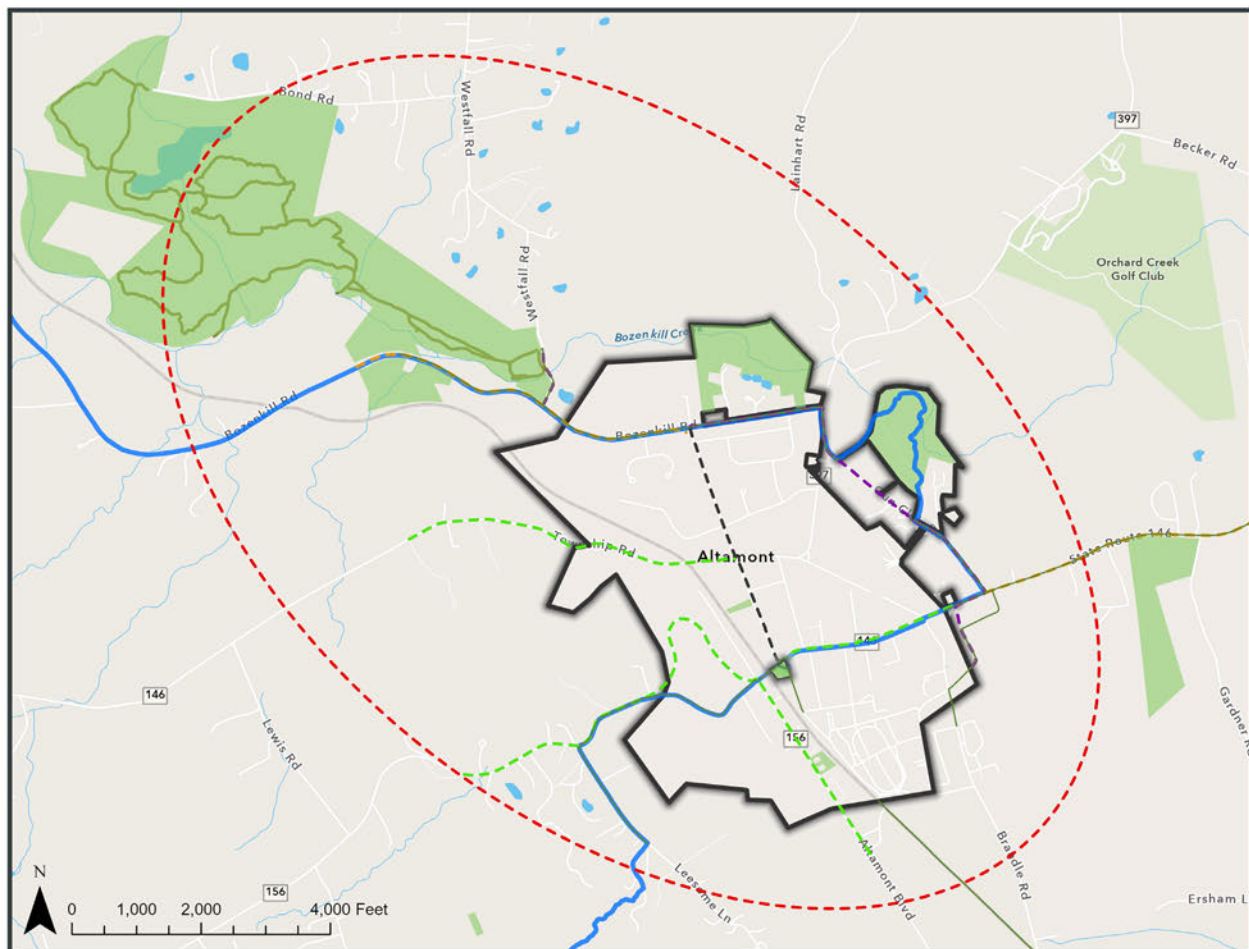 397
Becker Rd
Bond Rd
Westfall Rd
Lainhart Rd
Orchard Creek
Golf Club
Westfall Rd
Bozenkill Creek
Bozenkill Rd
Bozenkill Rd
State Route 146
Township Rd
Altamont
146
Gardner Rd
Lewis Rd
156
156
Altamont Blvd
Brandle Rd
Leesome Ln
Ersham L
N
0
1,000
2,000
4,000 Feet